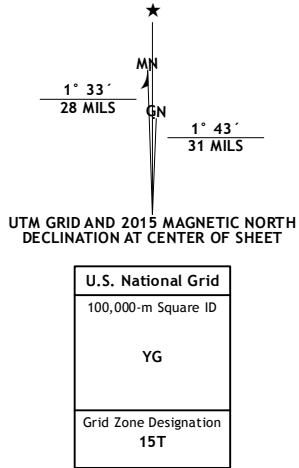 ★
MN
1° 33´
28 MILS
GN
1° 43´
31 MILS
UTM GRID AND 2015 MAGNETIC NORTH
DECLINATION AT CENTER OF SHEET
U.S. National Grid
100,000-m Square ID
YG
Grid Zone Designation
15T